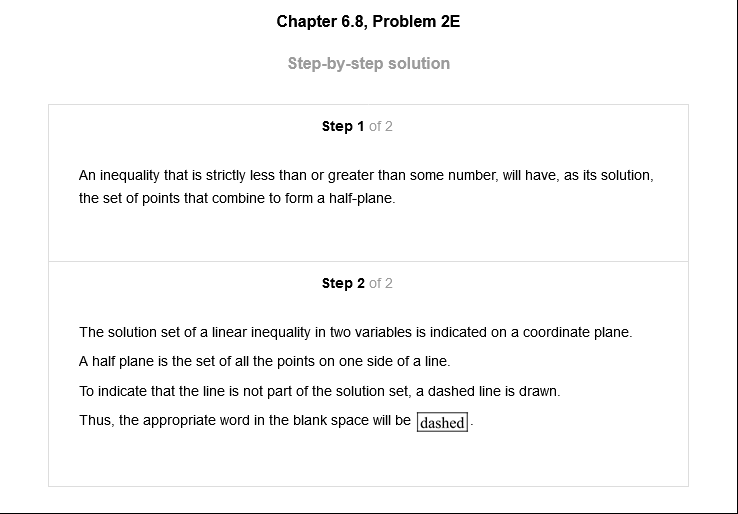 Chapter 6.8, Problem 2E
Step-by-step solution
Step 1 of 2
An inequality that is strictly less than or greater than some number, will have, as its solution,
the set of points that combine to form a half-plane.
Step 2 of 2
The solution set of a linear inequality in two variables is indicated on a coordinate plane.
A half plane is the set of all the points on one side of a line.
To indicate that the line is not part of the solution set, a dashed line is drawn.
Thus, the appropriate word in the blank space will be dashed.